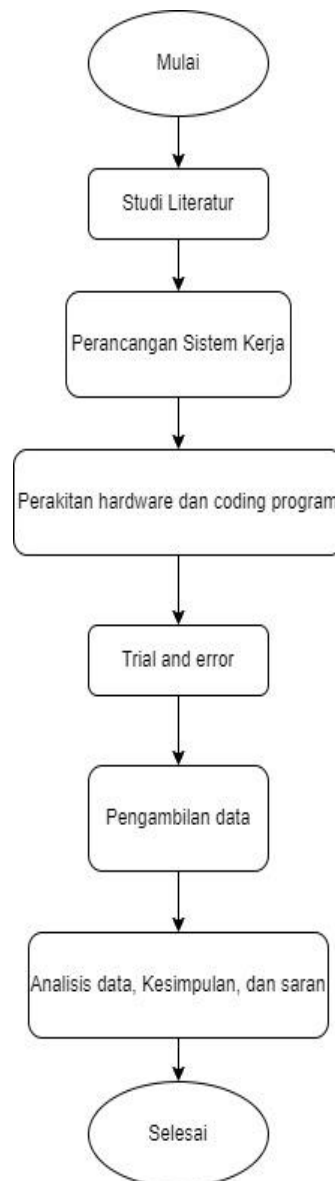 Mulai
Studi Literatur
Perancangan Sistem Kerja
Perakitan hardware dan coding program
Trial and error
Pengambilan data
Analisis data, Kesimpulan, dan saran
Selesai